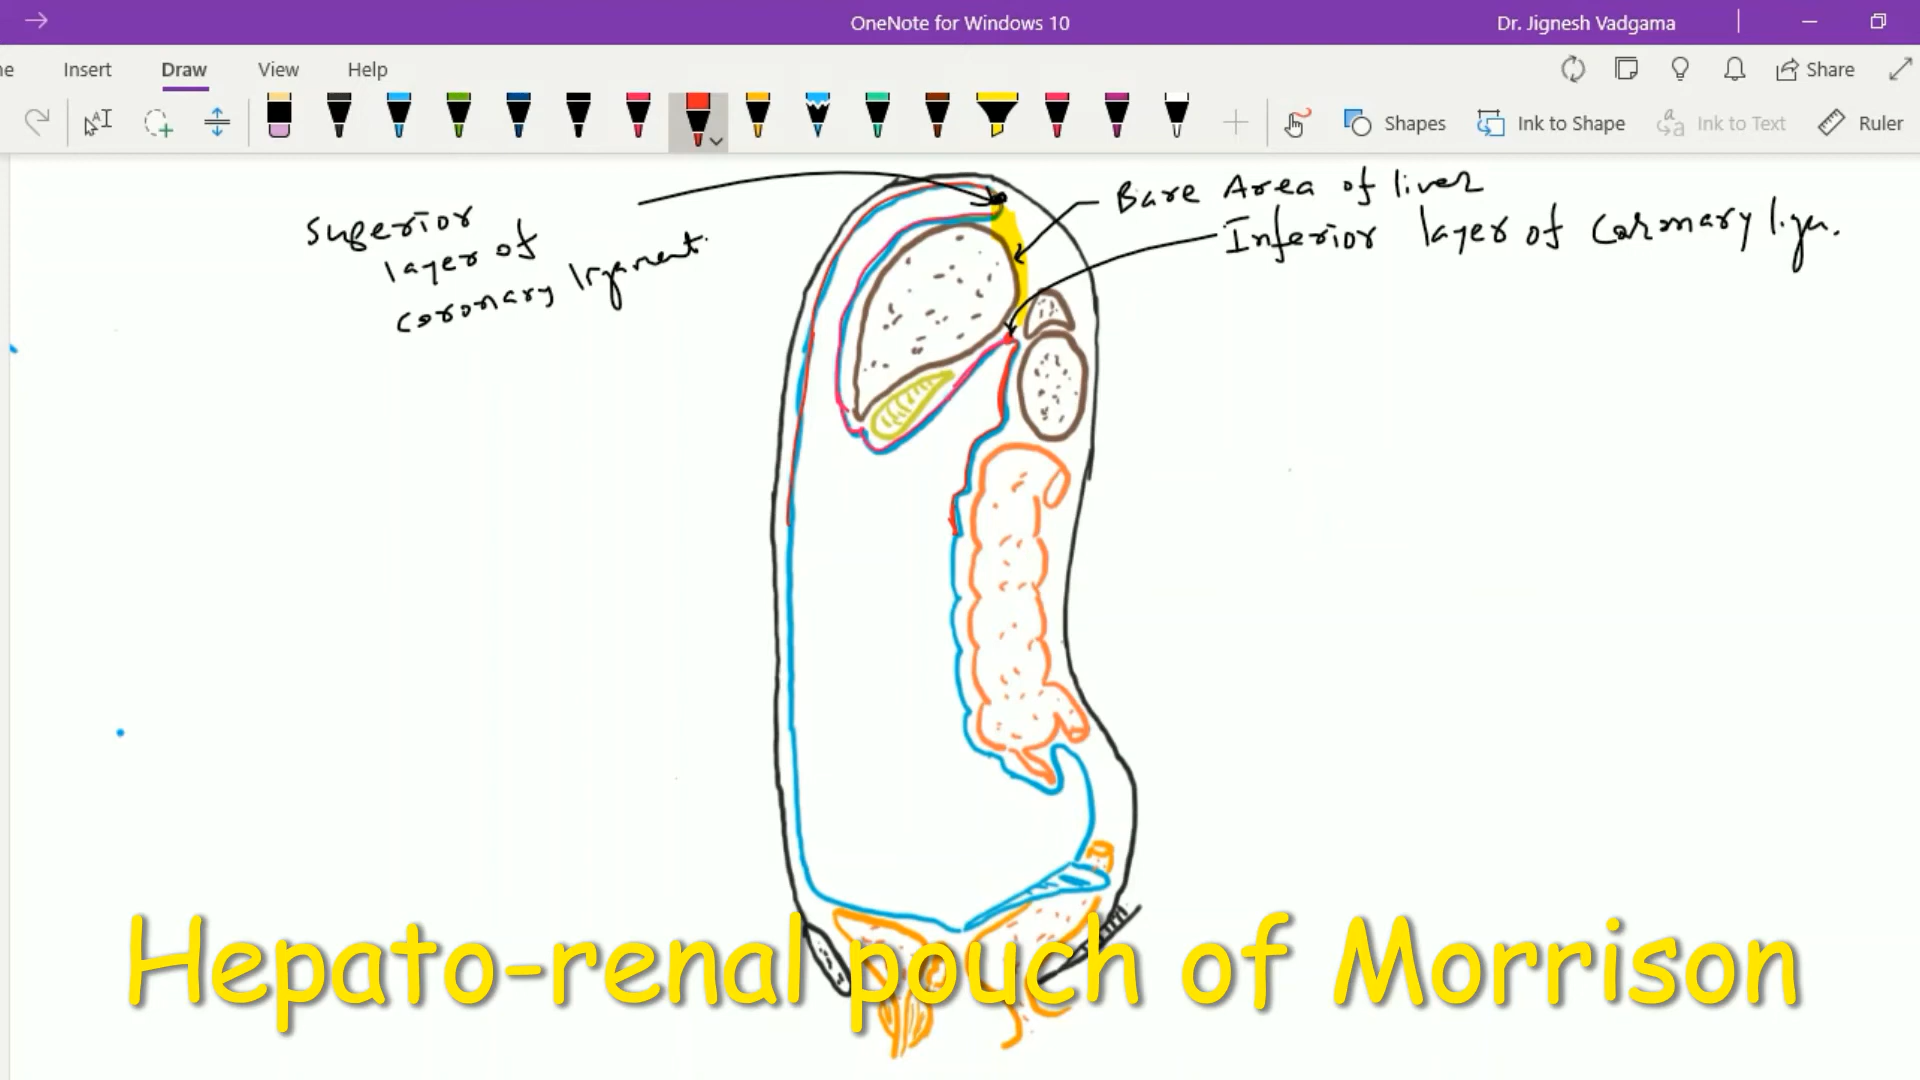 OneNote for Windows 10
Dr. Jignesh Vadgama
Insert
Draw
View
Help
Share
Shapes
Ink to Shape
Ink to Text
Ruler
Superior
layer of
coronary ligament
Bare Area of liver
Inferior layer of coronary liga.
Hepato-renal pouch of Morrison